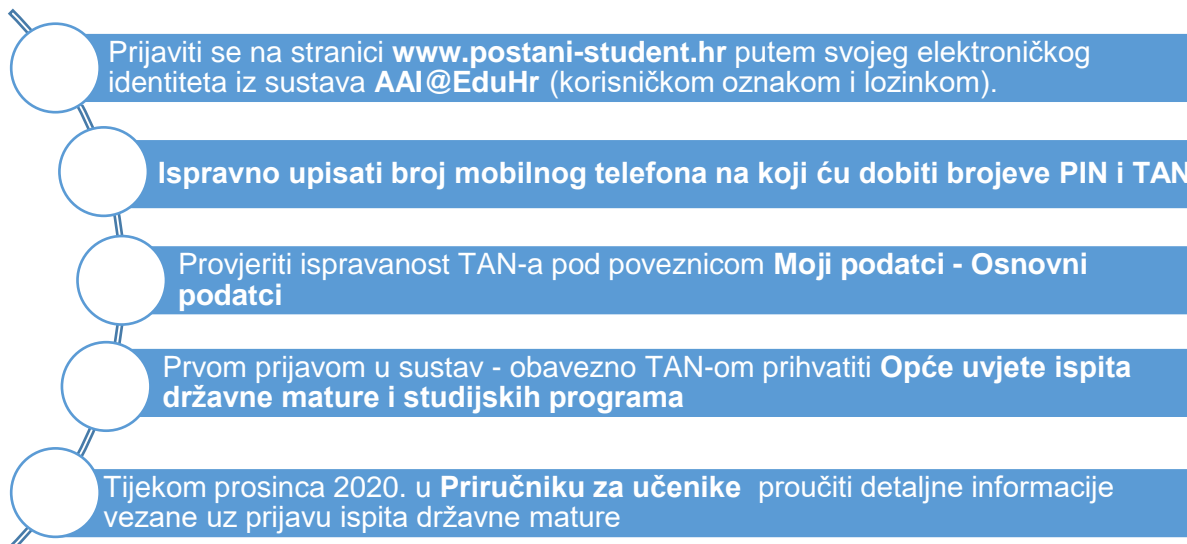 Prijaviti se na stranici www.postani-student.hr putem svojeg elektroničkog
identiteta iz sustava AAI@EduHr (korisničkom oznakom i lozinkom).
Ispravno upisati broj mobilnog telefona na koji ću dobiti brojeve PIN i TAN
Provjeriti ispravanost TAN-a pod poveznicom Moji podatci - Osnovni
podatci
Prvom prijavom u sustav - obavezno TAN-om prihvatiti Opće uvjete ispita
državne mature i studijskih programa
Tijekom prosinca 2020. u Priručniku za učenike proučiti detaljne informacije
vezane uz prijavu ispita državne mature